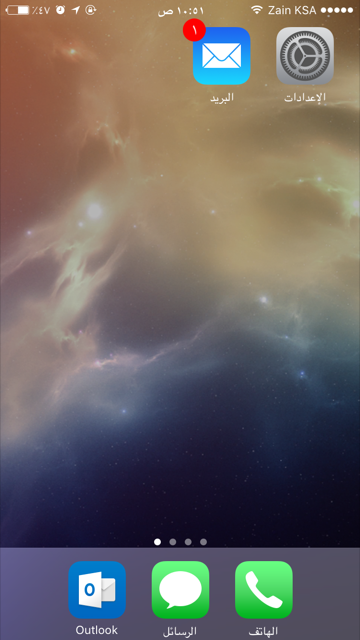 Zain KSA
١٠:٥١ ص
٪٤٧
١
الإعدادات
البريد
الهاتف
الرسائل
Outlook